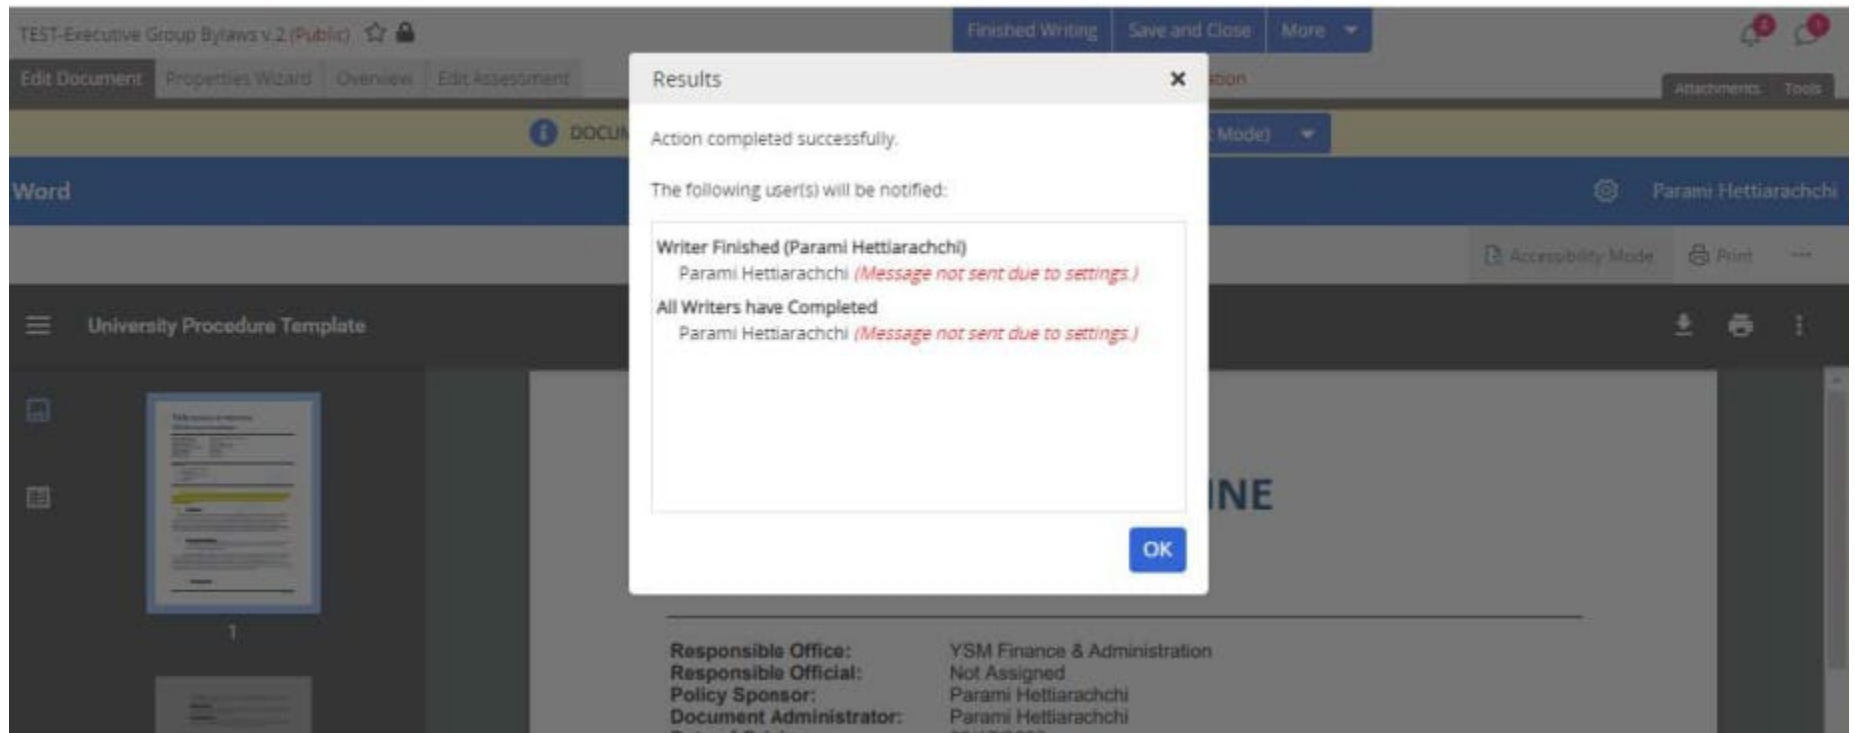 TEST-Executive Group Bylaws v.2 (Public)
Finished Writing
Save and Close
More
Edit Document
Properties Wizard
Overview
Edit Assessment
Attachments
Tools
Results
Action completed successfully.
The following user(s) will be notified:
Writer Finished (Parami Hettiarachchi)
Parami Hettiarachchi (Message not sent due to settings.)
All Writers have Completed
Parami Hettiarachchi (Message not sent due to settings.)
OK
Mode)
Word
Parami Hettiarachchi
Accessibility Mode
Print
University Procedure Template
1
INE
Responsible Office: YSM Finance & Administration
Responsible Official: Not Assigned
Policy Sponsor: Parami Hettiarachchi
Document Administrator: Parami Hettiarachchi